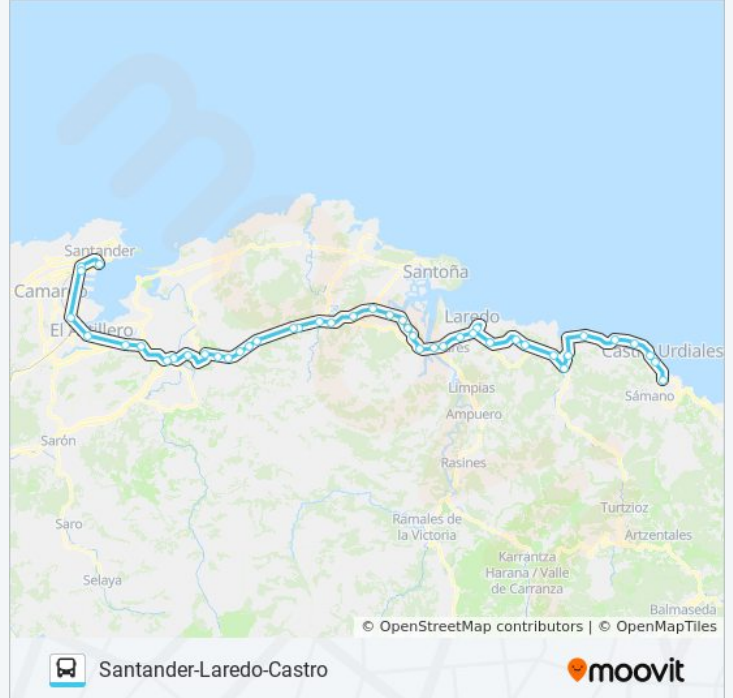 Santander
Santoña
Camargo
Laredo
El Astillero
Castro Urdiales
Limpias
Sámano
Ampuero
Sarón
Rasines
Turtzioz
Saro
Ramales de
la Victoria
Artzentales
Karrantza
Harana / Valle
de Carranza
Selaya
Balmaseda
© OpenStreetMap contributors | © OpenMapTiles
Santander-Laredo-Castro
moovit